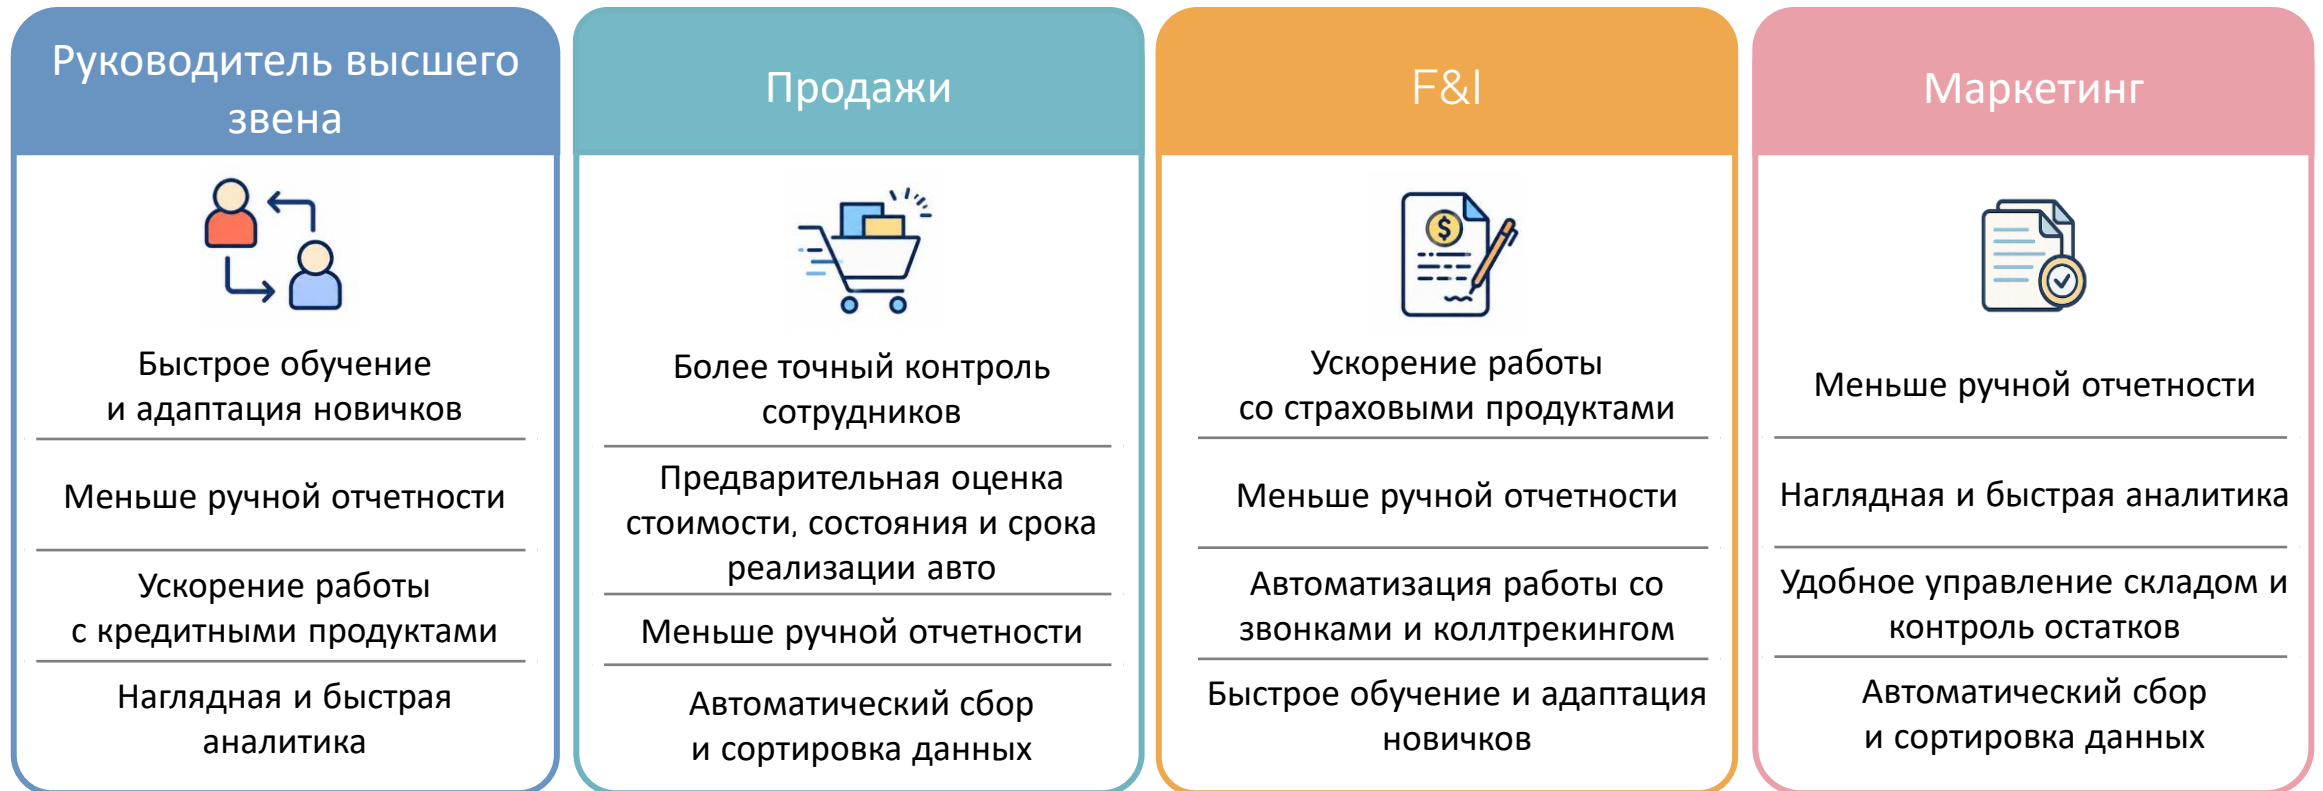 Руководитель высшего
звена
Быстрое обучение
и адаптация новичков
Меньше ручной отчетности
Ускорение работы
с кредитными продуктами
Наглядная и быстрая
аналитика
Продажи
Более точный контроль
сотрудников
Предварительная оценка
стоимости, состояния и срока
реализации авто
Меньше ручной отчетности
Автоматический сбор
и сортировка данных
F&I
$
Ускорение работы
со страховыми продуктами
Меньше ручной отчетности
Автоматизация работы со
звонками и коллтрекингом
Быстрое обучение и адаптация
новичков
Маркетинг
Меньше ручной отчетности
Наглядная и быстрая аналитика
Удобное управление складом и
контроль остатков
Автоматический сбор
и сортировка данных